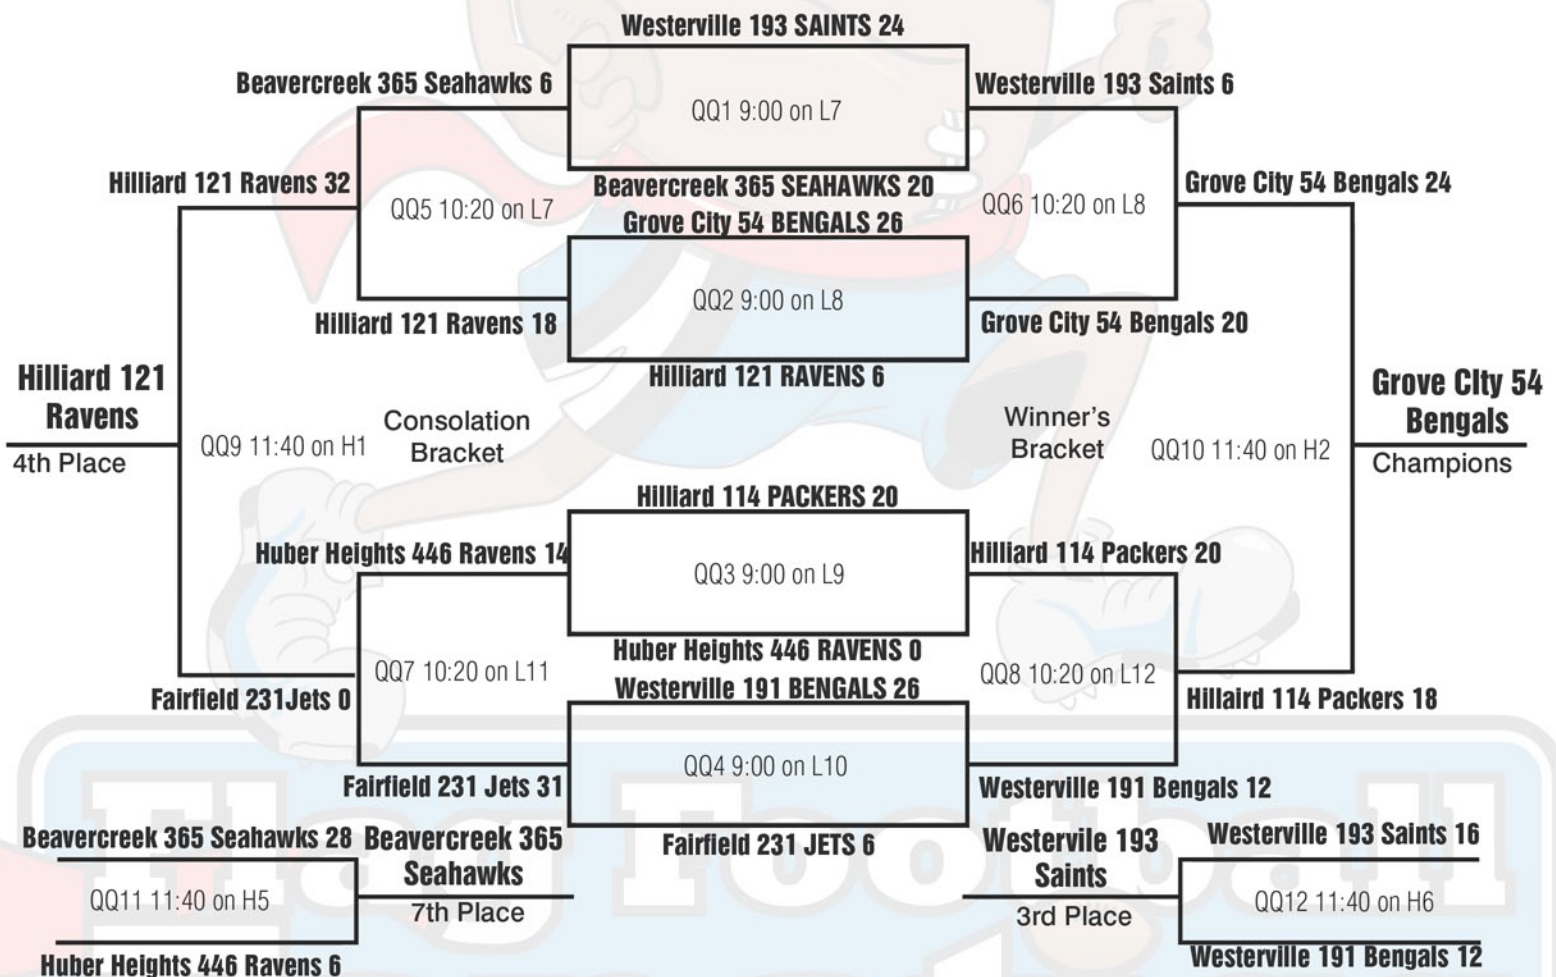 Westerville 193 SAINTS 24
Beavercreek 365 Seahawks 6
QQ1 9:00 on L7
Westerville 193 Saints 6
Hilliard 121 Ravens 32
Beavercreek 365 SEAHAWKS 20
Grove City 54 Bengals 24
QQ5 10:20 on L7
QQ6 10:20 on L8
Grove City 54 BENGALS 26
QQ2 9:00 on L8
Hilliard 121 Ravens 18
Grove City 54 Bengals 20
Hilliard 121 RAVENS 6
Hilliard 121
Ravens
4th Place
QQ9 11:40 on H1
Consolation
Bracket
Winner's
Bracket
QQ10 11:40 on H2
Grove CIty 54
Bengals
Champions
Hilliard 114 PACKERS 20
Huber Heights 446 Ravens 14
QQ3 9:00 on L9
Hilliard 114 Packers 20
Huber Heights 446 RAVENS 0
QQ7 10:20 on L11
QQ8 10:20 on L12
Westerville 191 BENGALS 26
Fairfield 231Jets 0
Hillaird 114 Packers 18
QQ4 9:00 on L10
Fairfield 231 Jets 31
Westerville 191 Bengals 12
Fairfield 231 JETS 6
Flag Football
Beavercreek 365 Seahawks 28
QQ11 11:40 on H5
Huber Heights 446 Ravens 6
Beavercreek 365
Seahawks
7th Place
Westervile 193
Saints
3rd Place
Westerville 193 Saints 16
QQ12 11:40 on H6
Westerville 191 Bengals 12